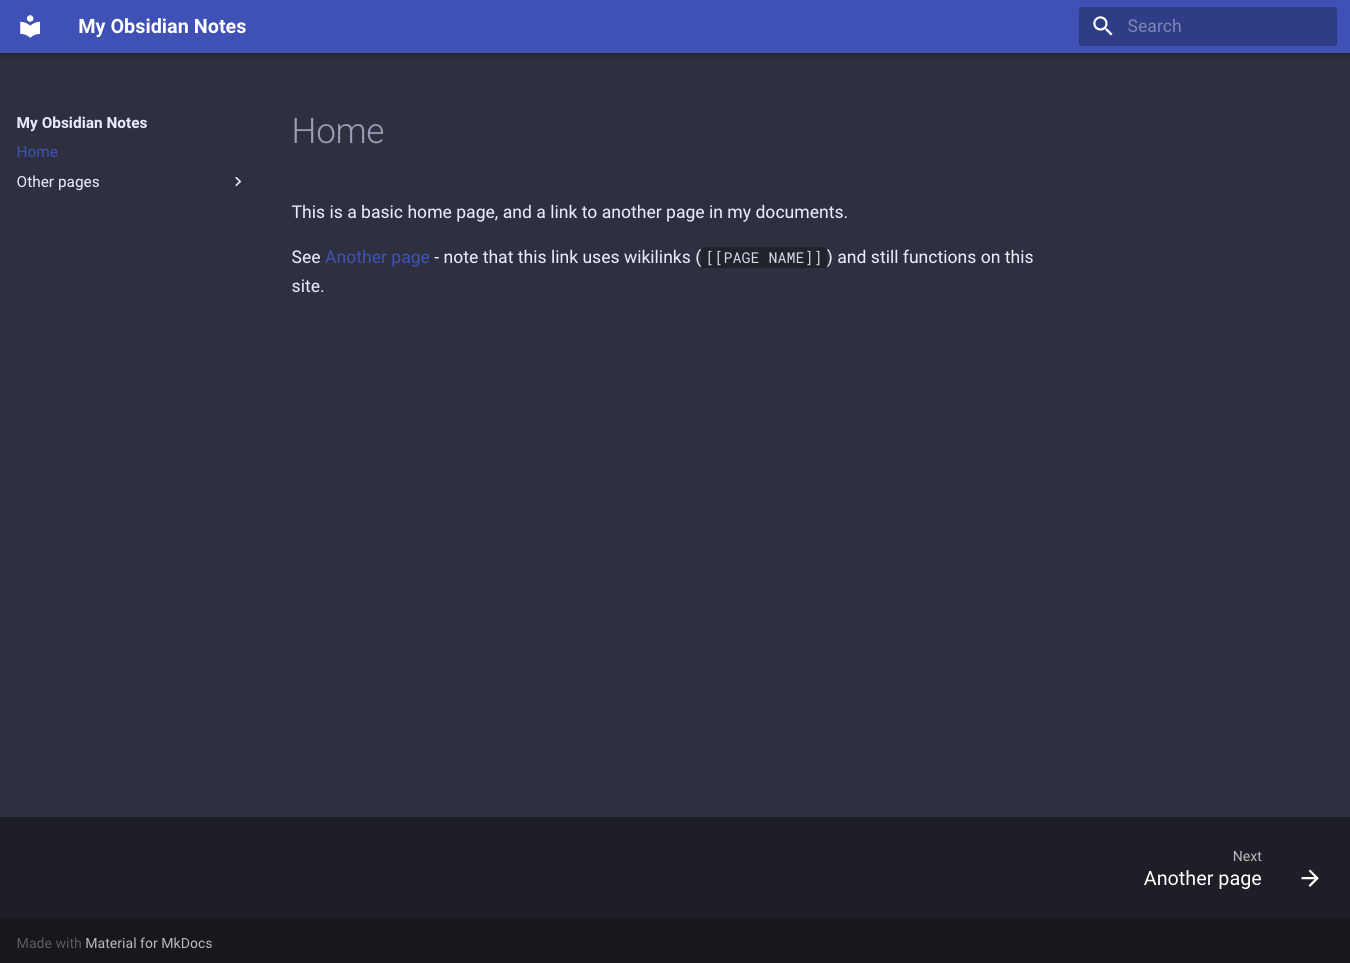 My Obsidian Notes
Search
My Obsidian Notes
Home
Other pages
Home
This is a basic home page, and a link to another page in my documents.
See Another page - note that this link uses wikilinks ( [[PAGE NAME]] ) and still functions on this
site.
Next
Another page
Made with Material for MkDocs